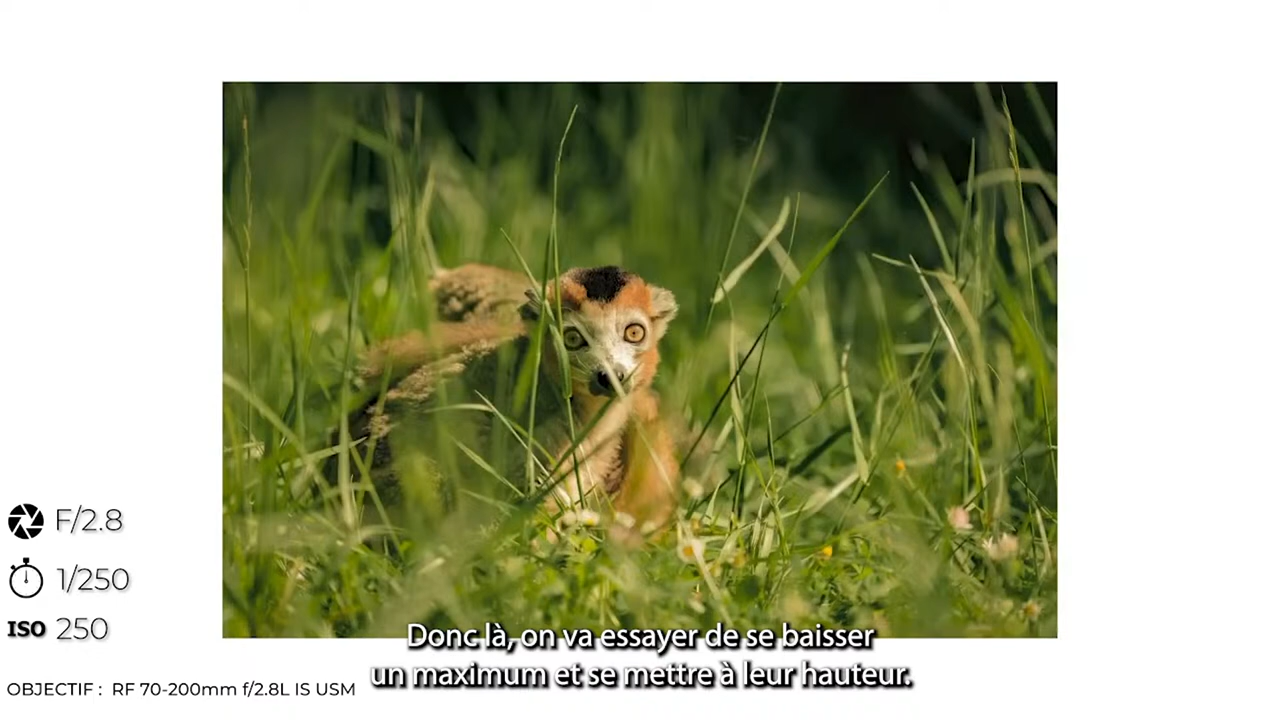 F/2.8
1/250
ISO 250
OBJECTIF : RF 70-200mm f/2.8L IS USM
Donc là, on va essayer de se baisser
un maximum et se mettre à leur hauteur.